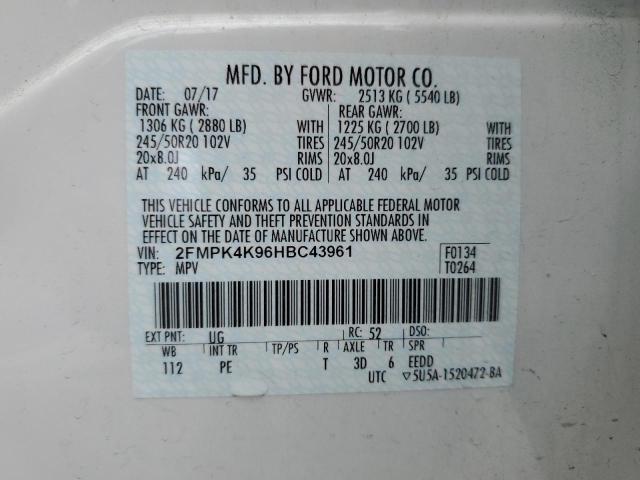 MFD. BY FORD MOTOR CO.
DATE: 07/17 GVWR: 2513 KG ( 5540 LB)
FRONT GAWR: REAR GAWR:
1306 KG ( 2880 LB) WITH 1225 KG ( 2700 LB) WITH
245/50R20 102V TIRES 245/50R20 102V TIRES
20x8.0J RIMS 20x8.0J RIMS
AT 240 kPa/ 35 PSI COLD AT 240 kPa/ 35 PSI COLD
THIS VEHICLE CONFORMS TO ALL APPLICABLE FEDERAL MOTOR
VEHICLE SAFETY AND THEFT PREVENTION STANDARDS IN
EFFECT ON THE DATE OF MANUFACTURE SHOWN ABOVE.
VIN: 2FMPK4K96HBC43961 F0134
TYPE: MPV T0264
EXT PNT: UG RC: 52 DSO:
WB INT TR TP/PS R AXLE TR SPR
112 PE T 3D 6 EEDD
UTC ▽5U5A-1520472-BA